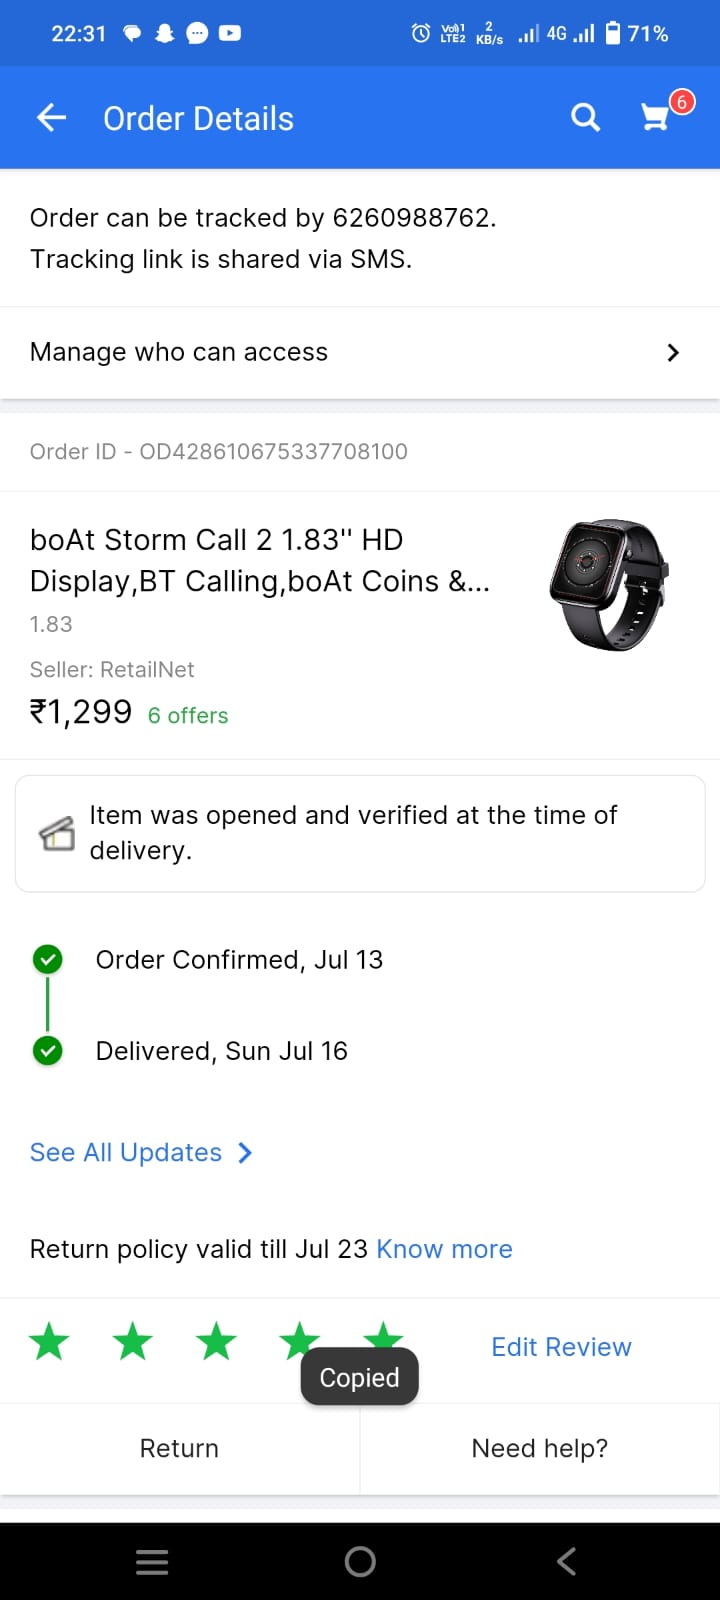 22:31
Vo)) 1
LTE2
2
KB/s
4G
71%
Order Details
6
Order can be tracked by 6260988762.
Tracking link is shared via SMS.
Manage who can access
Order ID - OD428610675337708100
boAt Storm Call 2 1.83'' HD
Display,BT Calling,boAt Coins &...
1.83
Seller: RetailNet
₹1,299 6 offers
Item was opened and verified at the time of
delivery.
Order Confirmed, Jul 13
Delivered, Sun Jul 16
See All Updates
Return policy valid till Jul 23 Know more
Edit Review
Copied
Return
Need help?